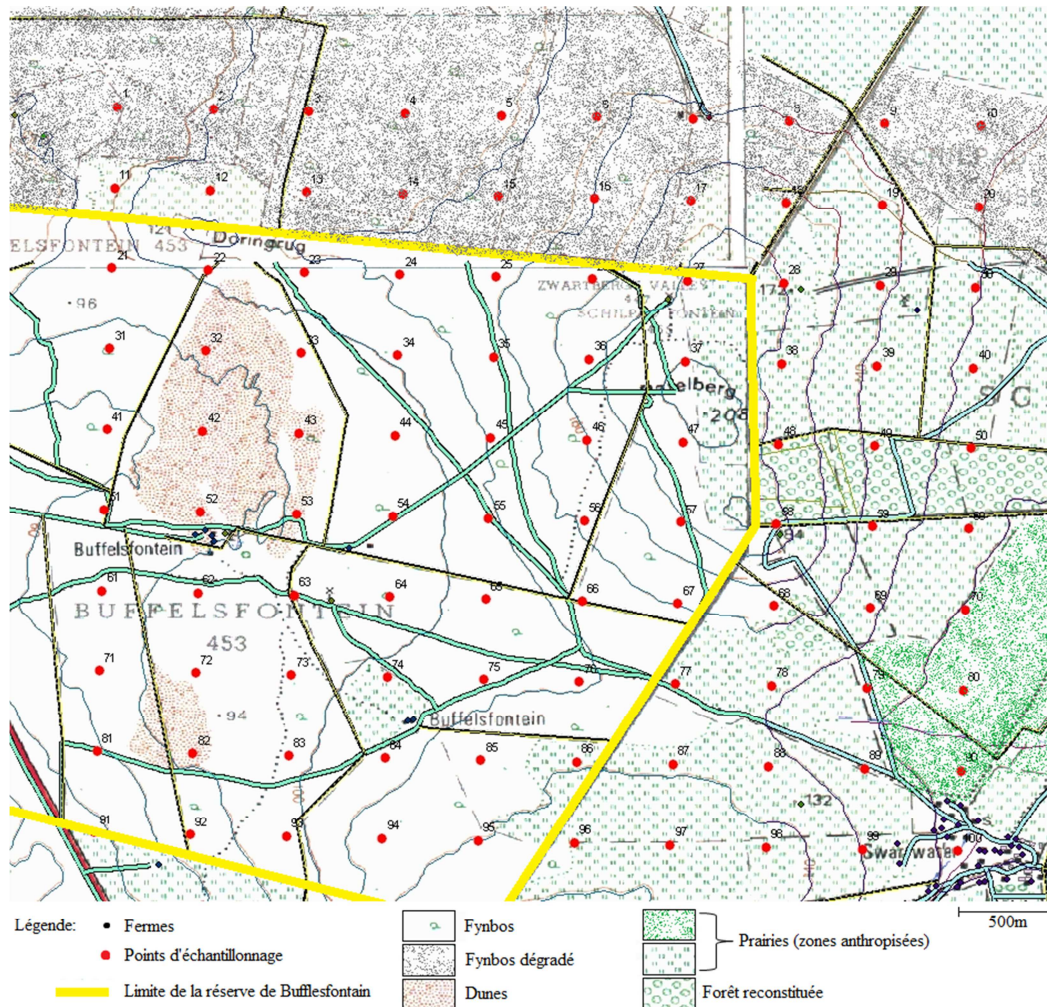 1 4 5 6 8 9 10
11 12 13 14 15 16 17 19 20
121 Doringrug
ELSFONTEIN 453
21 22 23 24 25 27 28 29 30
ZWARTBERG VALLEY
172
96
31 32 33 34 35 36 37 38 39 40
208
41 42 43 44 45 46 47 48 49 50
51 52 53 54 55 56 57 58 59
94
Buffelsfontein
61 62 63 64 65 66 67 68 69 70
BUFFELSFONTEIN
453
71 72 73 74 75 76 77 78 79 80
94
Buffelsfontein
81 82 83 84 85 86 87 88 89 90
132
91 92 93 94 95 96 97 98 99 100
Légende:
Fermes
Points d'échantillonnage
Limite de la réserve de Bufflesfontain
Fynbos
Fynbos dégradé
Dunes
Prairies (zones anthropisées)
Forêt reconstituée
500m